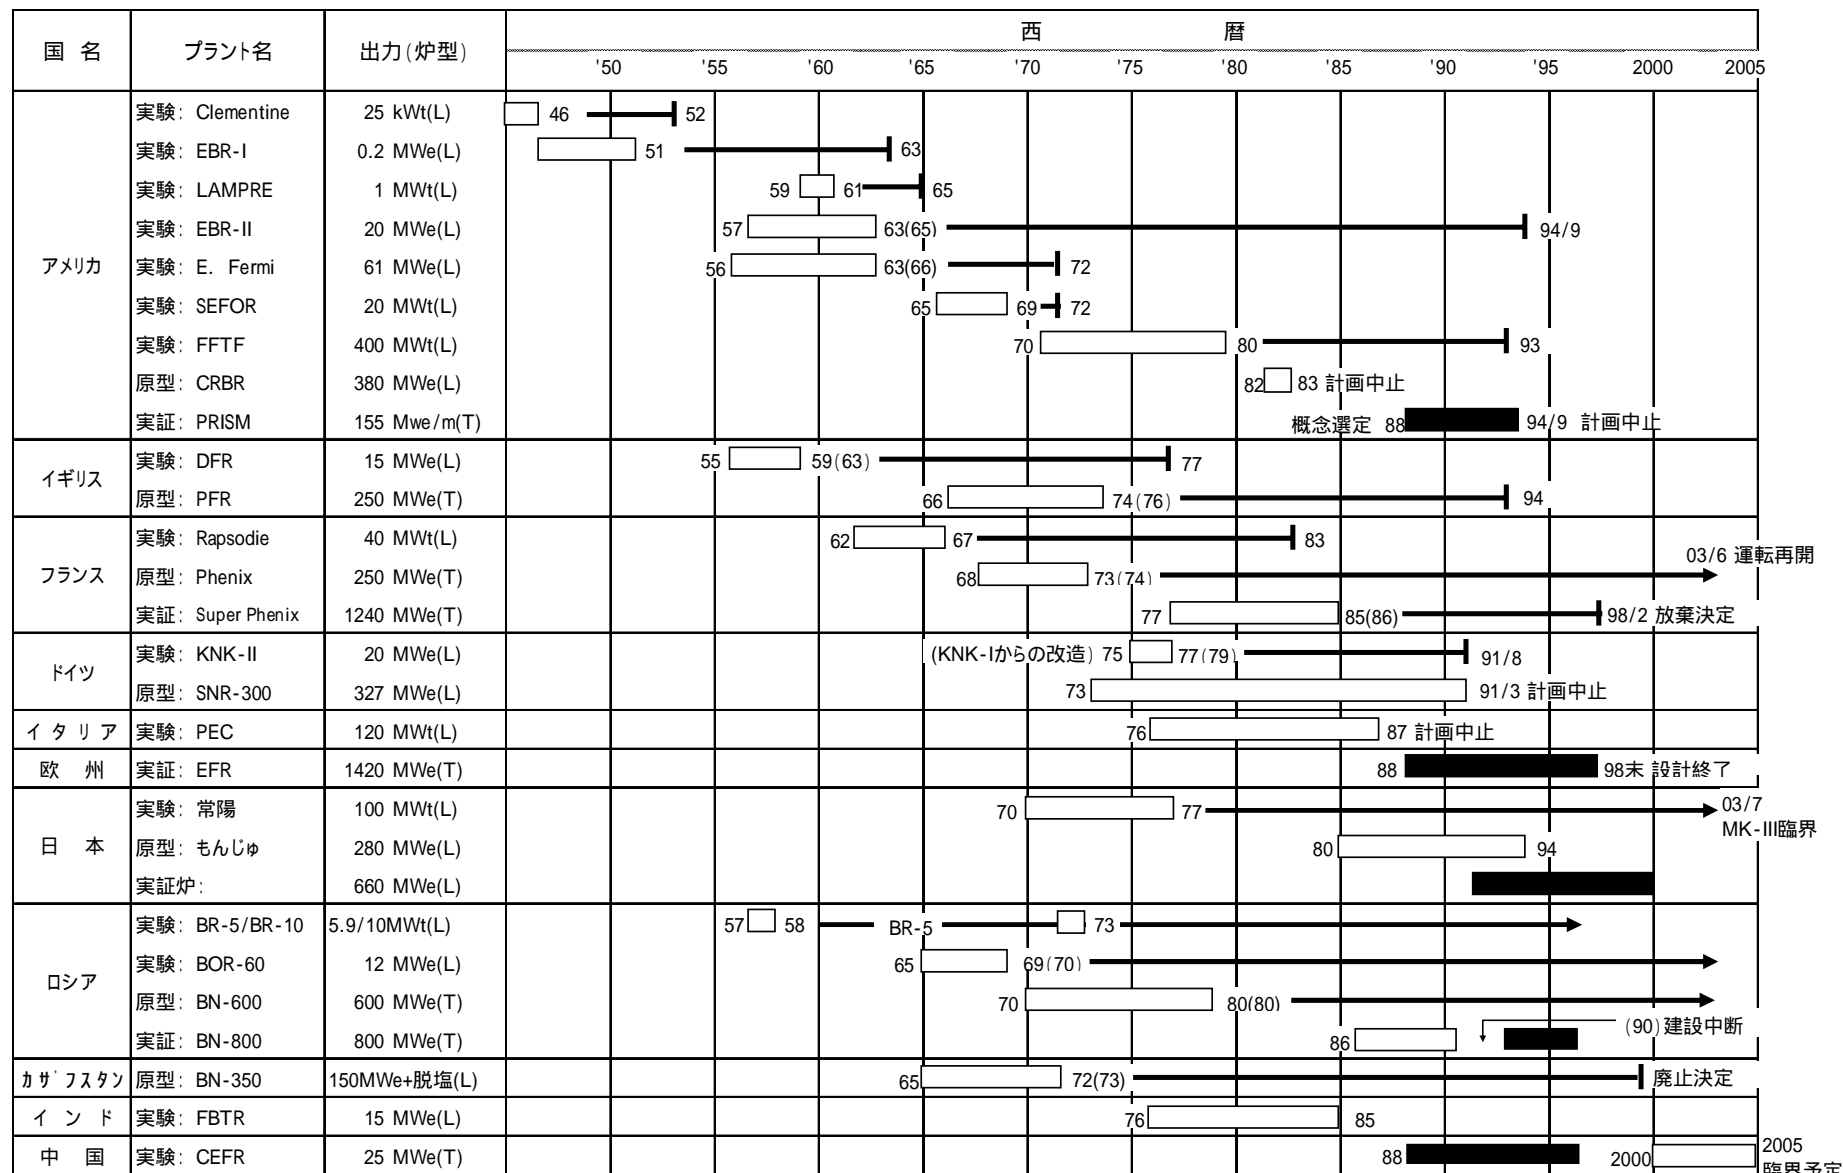 国 名 プラント名 出力(炉型) 西 暦
'50 '55 '60 '65 '70 '75 '80 '85 '90 '95 2000 2005
アメリカ
実験: Clementine 25 kWt(L) 46 52
実験: EBR-I 0.2 MWe(L) 51 63
実験: LAMPRE 1 MWt(L) 59 61 65
実験: EBR-II 20 MWe(L) 57 63(65) 94/9
実験: E. Fermi 61 MWe(L) 56 63(66) 72
実験: SEFOR 20 MWt(L) 65 69 72
実験: FFTF 400 MWt(L) 70 80 93
原型: CRBR 380 MWe(L) 82 83 計画中止
実証: PRISM 155 Mwe/m(T) 概念選定 88 94/9 計画中止
イギリス
実験: DFR 15 MWe(L) 55 59(63) 77
原型: PFR 250 MWe(T) 66 74(76) 94
フランス
実験: Rapsodie 40 MWt(L) 62 67 83
03/6 運転再開
原型: Phenix 250 MWe(T) 68 73(74)
実証: Super Phenix 1240 MWe(T) 77 85(86) 98/2 放棄決定
ドイツ
実験: KNK-II 20 MWe(L) (KNK-Iからの改造) 75 77(79) 91/8
原型: SNR-300 327 MWe(L) 73 91/3 計画中止
イタリア 実験: PEC 120 MWt(L) 76 87 計画中止
欧 州 実証: EFR 1420 MWe(T) 88 98末 設計終了
日 本
実験: 常陽 100 MWt(L) 70 77 03/7
MK-III臨界
原型: もんじゅ 280 MWe(L) 80 94
実証炉: 660 MWe(L)
ロシア
実験: BR-5/BR-10 5.9/10MWt(L) 57 58 BR-5 73
実験: BOR-60 12 MWe(L) 65 69(70)
原型: BN-600 600 MWe(T) 70 80(80)
(90)建設中断
実証: BN-800 800 MWe(T) 86
カザフスタン 原型: BN-350 150MWe+脱塩(L) 65 72(73) 廃止決定
インド 実験: FBTR 15 MWe(L) 76 85
中 国 実験: CEFR 25 MWe(T) 88 2000 2005
臨界予定